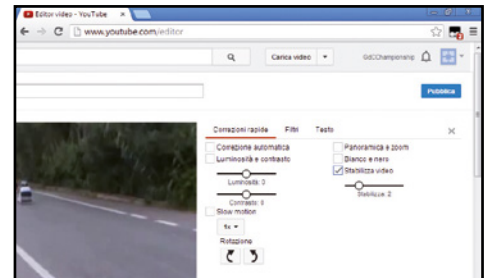 Editor video - YouTube
www.youtube.com/editor
Carica video
GdCChampionship
Pubblica
Correzioni rapide Filtri Testo
Correzione automatica Panoramica e zoom
Luminosità e contrasto Bianco e nero
Stabilizza video
Luminosità: 0
Stabilizza: 2
Contrasto: 0
Slow motion
1x
Rotazione